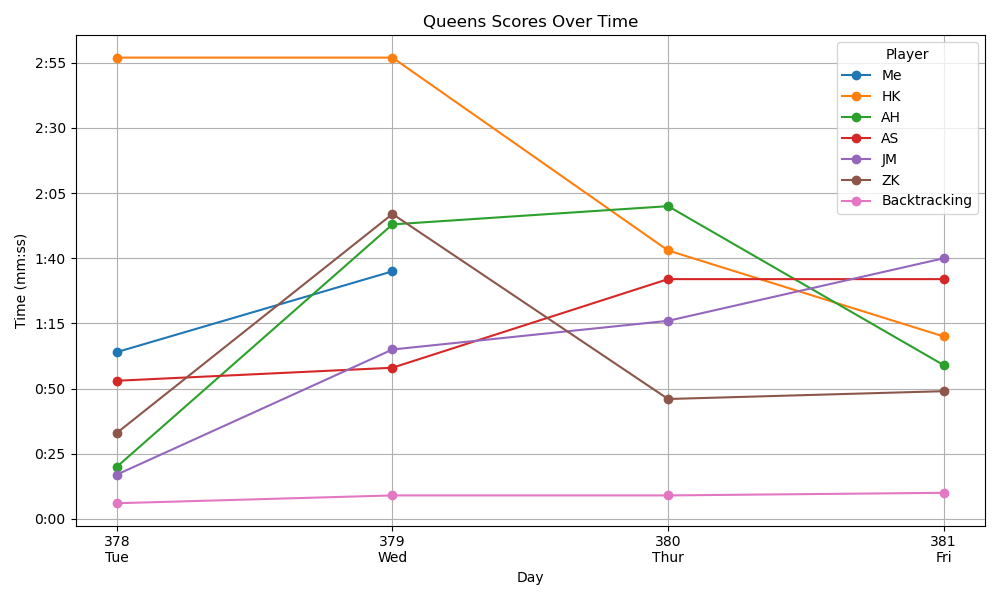 Queens Scores Over Time
Time (mm:ss)
2:55
2:30
2:05
1:40
1:15
0:50
0:25
0:00
Player
Me
HK
AH
AS
JM
ZK
Backtracking
378 379 380 381
Tue Wed Thur Fri
Day